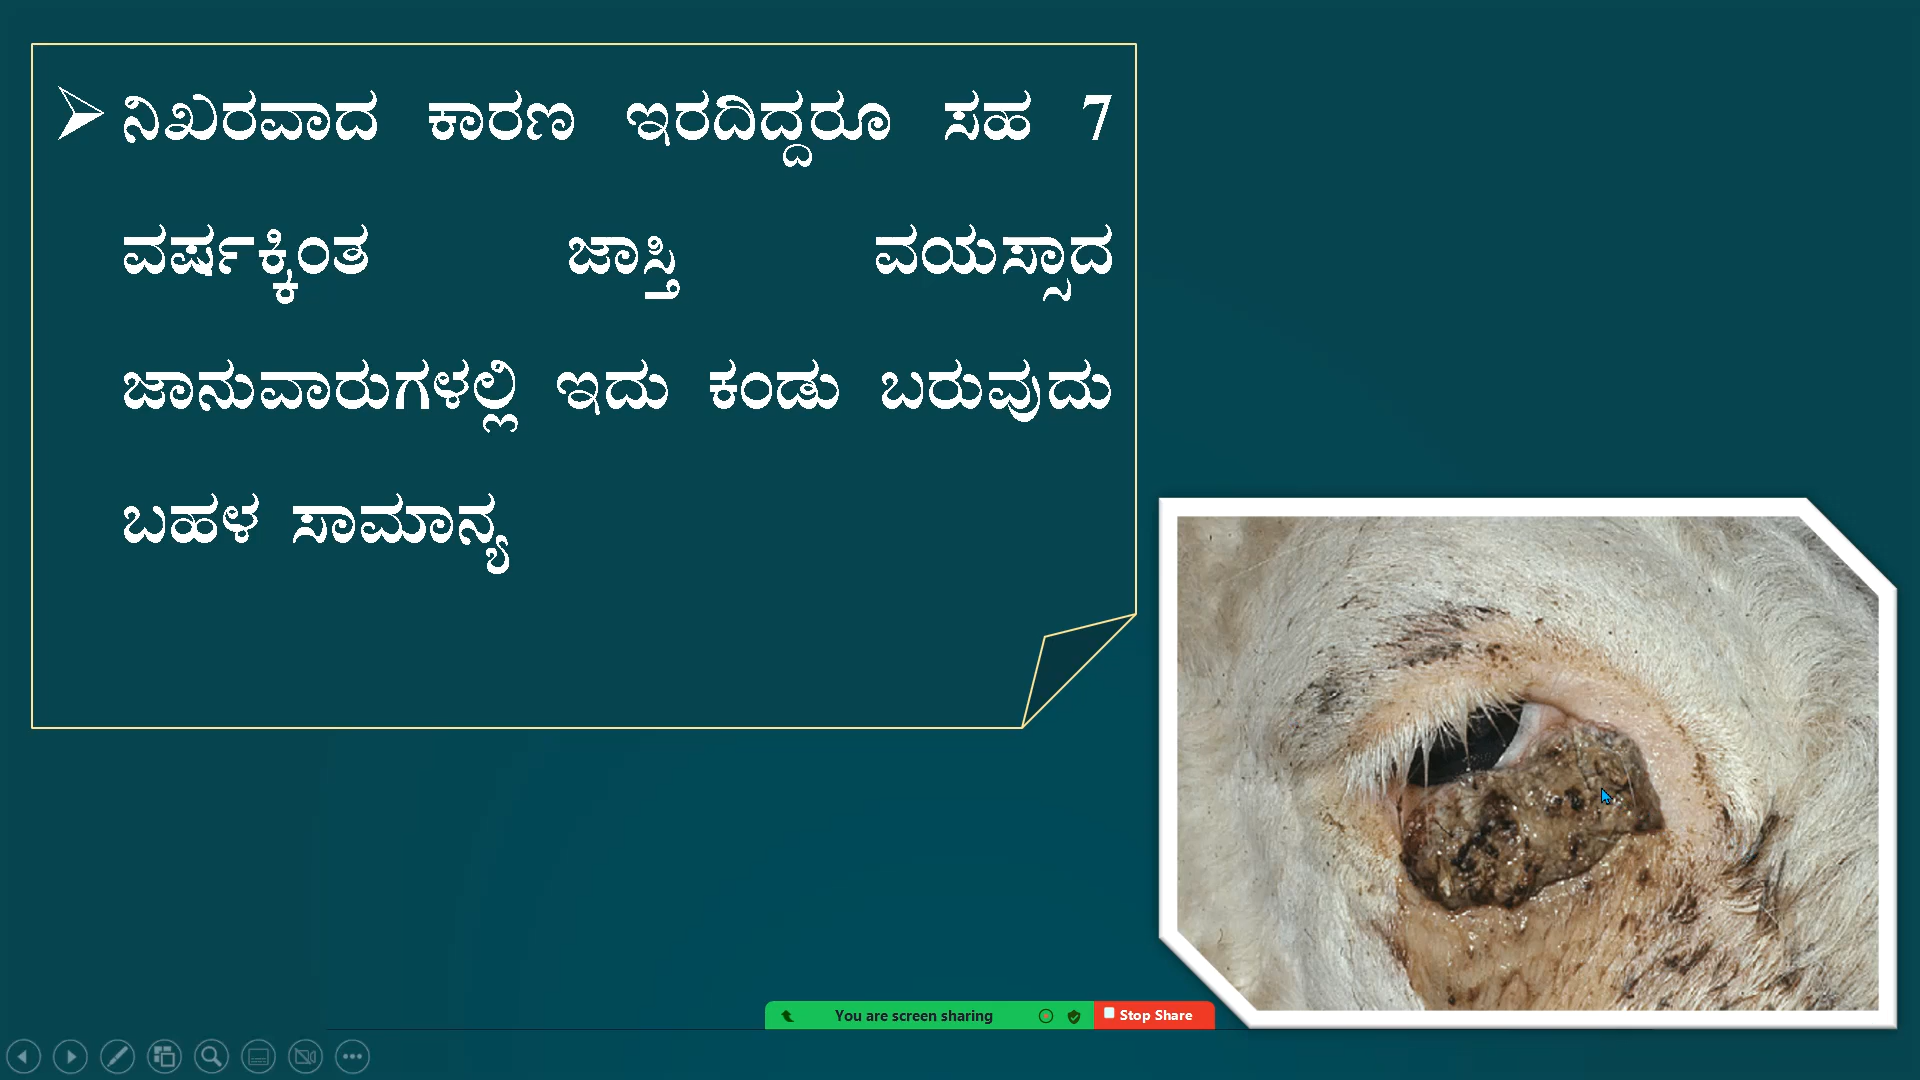 ನಿಖರವಾದ ಕಾರಣ ಇರದಿದ್ದರೂ ಸಹ 7
ವರ್ಷಕ್ಕಿಂತ ಜಾಸ್ತಿ ವಯಸ್ಸಾದ
ಜಾನುವಾರುಗಳಲ್ಲಿ ಇದು ಕಂಡು ಬರುವುದು
ಬಹಳ ಸಾಮಾನ್ಯ
You are screen sharing Stop Share